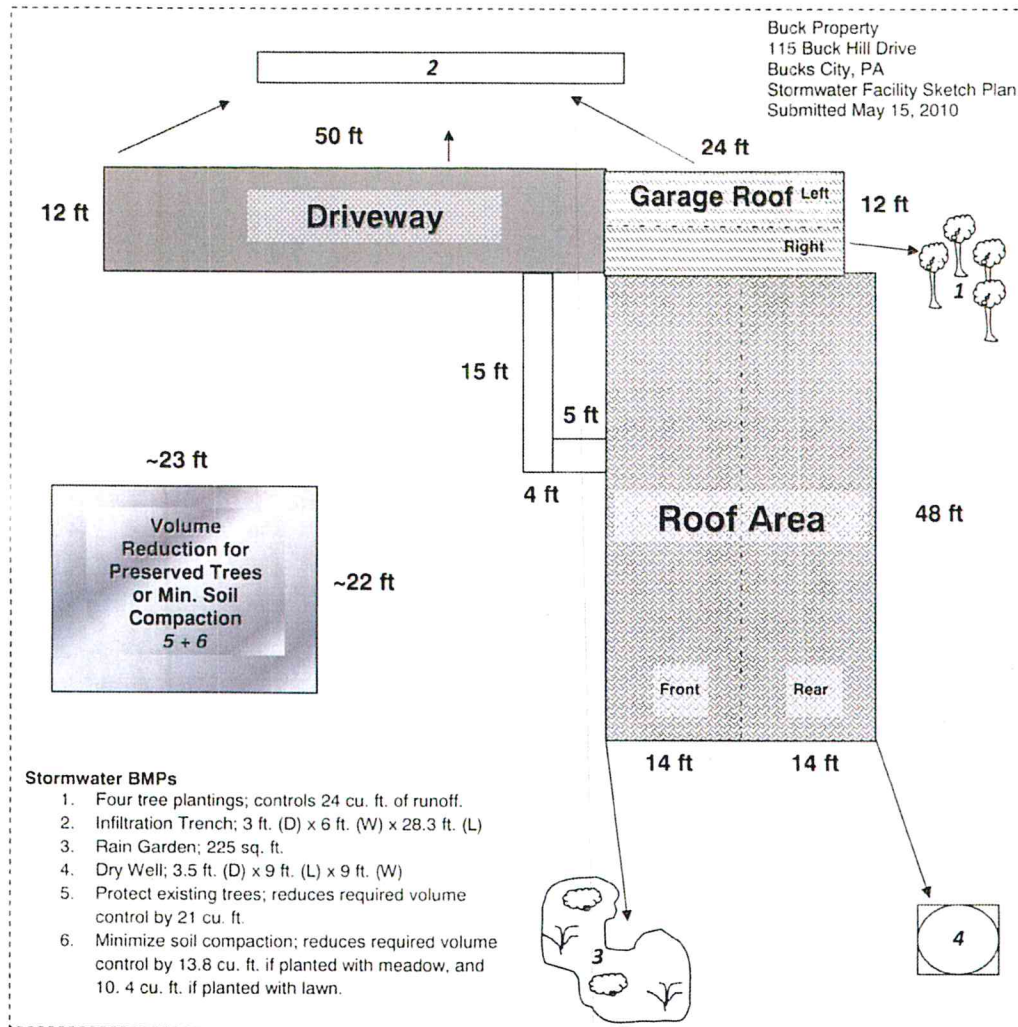 Buck Property
115 Buck Hill Drive
Bucks City, PA
Stormwater Facility Sketch Plan
Submitted May 15, 2010
2
50 ft
24 ft
12 ft
Driveway
Garage Roof Left
Right
12 ft
1
15 ft
5 ft
4 ft
~23 ft
Volume
Reduction for
Preserved Trees
or Min. Soil
Compaction
5 + 6
~22 ft
Roof Area
48 ft
Front
Rear
14 ft
14 ft
Stormwater BMPs
1. Four tree plantings; controls 24 cu. ft. of runoff.
2. Infiltration Trench; 3 ft. (D) x 6 ft. (W) x 28.3 ft. (L)
3. Rain Garden; 225 sq. ft.
4. Dry Well; 3.5 ft. (D) x 9 ft. (L) x 9 ft. (W)
5. Protect existing trees; reduces required volume
control by 21 cu. ft.
6. Minimize soil compaction; reduces required volume
control by 13.8 cu. ft. if planted with meadow, and
10. 4 cu. ft. if planted with lawn.
3
4